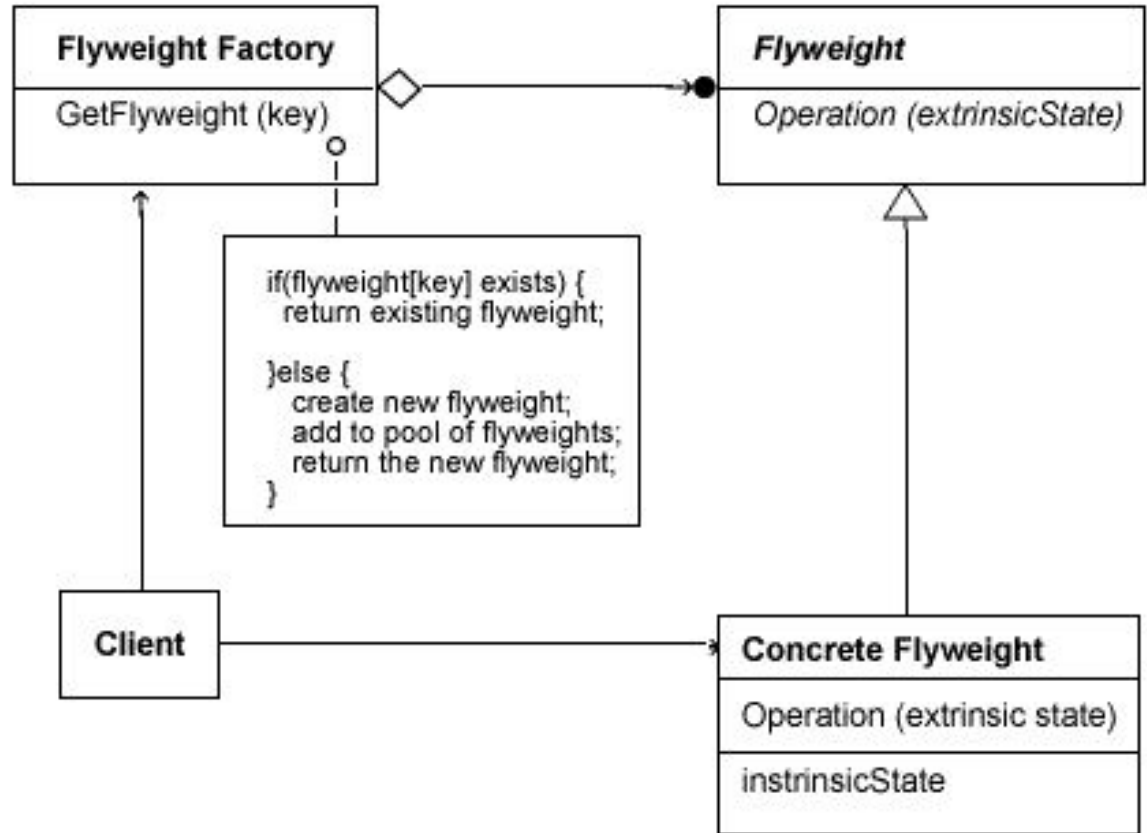 Flyweight Factory
GetFlyweight (key)
Flyweight
Operation (extrinsicState)
if(flyweight[key] exists) {
return existing flyweight;
}else {
create new flyweight;
add to pool of flyweights;
return the new flyweight;
}
Client
Concrete Flyweight
Operation (extrinsic state)
instrinsicState